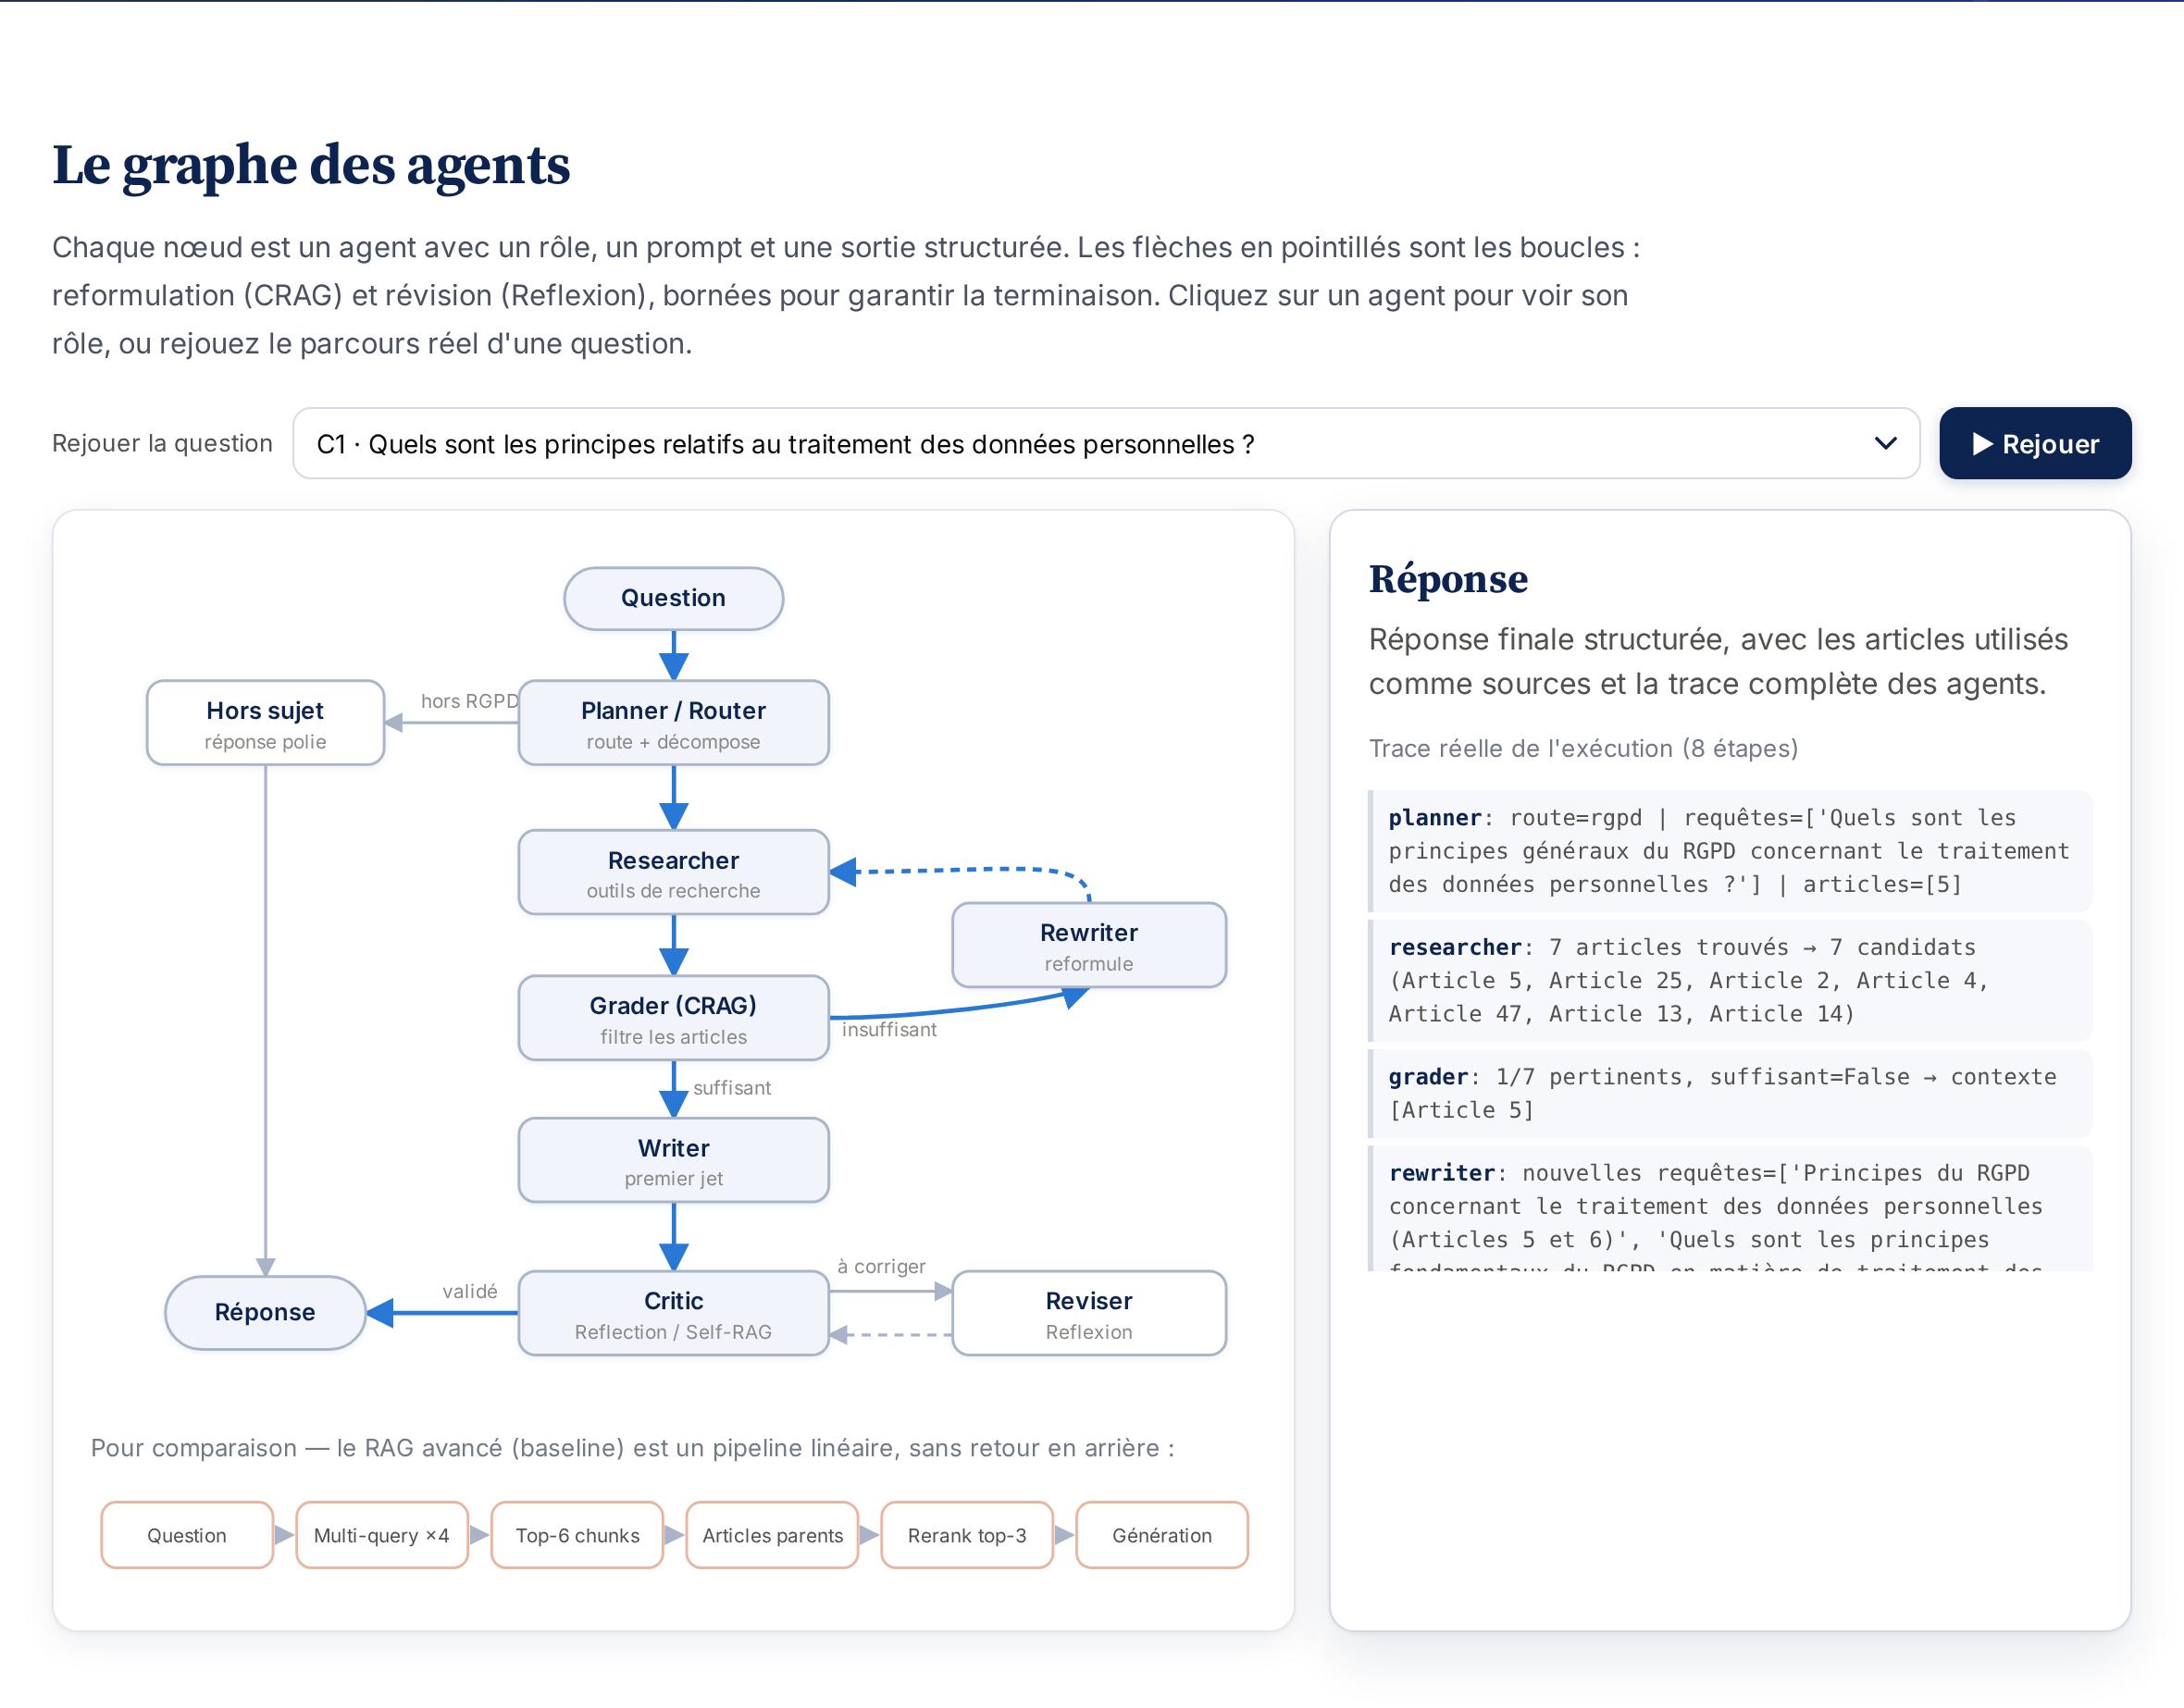 Le graphe des agents
Chaque nœud est un agent avec un rôle, un prompt et une sortie structurée. Les flèches en pointillés sont les boucles :
reformulation (CRAG) et révision (Reflexion), bornées pour garantir la terminaison. Cliquez sur un agent pour voir son
rôle, ou rejouez le parcours réel d'une question.
Rejouer la question
C1 · Quels sont les principes relatifs au traitement des données personnelles ?
▶ Rejouer
Question
Hors sujet
réponse polie
hors RGPD
Planner / Router
route + décompose
Researcher
outils de recherche
Rewriter
reformule
Grader (CRAG)
filtre les articles
insuffisant
suffisant
Writer
premier jet
Réponse
validé
Critic
Reflection / Self-RAG
à corriger
Reviser
Reflexion
Pour comparaison — le RAG avancé (baseline) est un pipeline linéaire, sans retour en arrière :
Question
Multi-query ×4
Top-6 chunks
Articles parents
Rerank top-3
Génération
Réponse
Réponse finale structurée, avec les articles utilisés
comme sources et la trace complète des agents.
Trace réelle de l'exécution (8 étapes)
planner: route=rgpd | requêtes=['Quels sont les
principes généraux du RGPD concernant le traitement
des données personnelles ?'] | articles=[5]
researcher: 7 articles trouvés → 7 candidats
(Article 5, Article 25, Article 2, Article 4,
Article 47, Article 13, Article 14)
grader: 1/7 pertinents, suffisant=False → contexte
[Article 5]
rewriter: nouvelles requêtes=['Principes du RGPD
concernant le traitement des données personnelles
(Articles 5 et 6)', 'Quels sont les principes
fondamentaux du RGPD en matière de traitement des